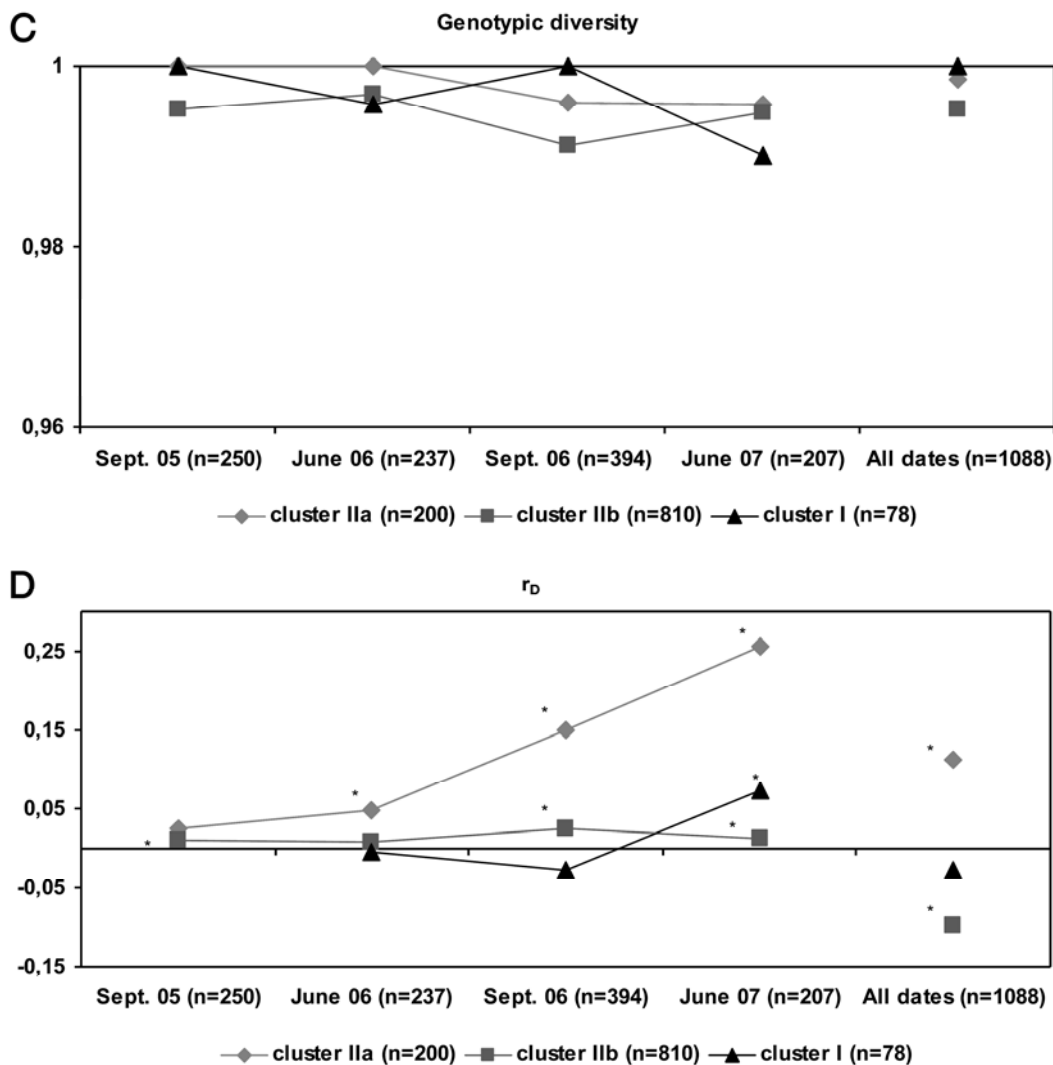 C
Genotypic diversity
1
0,98
0,96
Sept. 05 (n=250) June 06 (n=237) Sept. 06 (n=394) June 07 (n=207) All dates (n=1088)
cluster IIa (n=200) cluster IIb (n=810) cluster I (n=78)
D
rD
0,25
0,15
0,05
-0,05
-0,15
* * * * * * * * *
Sept. 05 (n=250) June 06 (n=237) Sept. 06 (n=394) June 07 (n=207) All dates (n=1088)
cluster IIa (n=200) cluster IIb (n=810) cluster I (n=78)